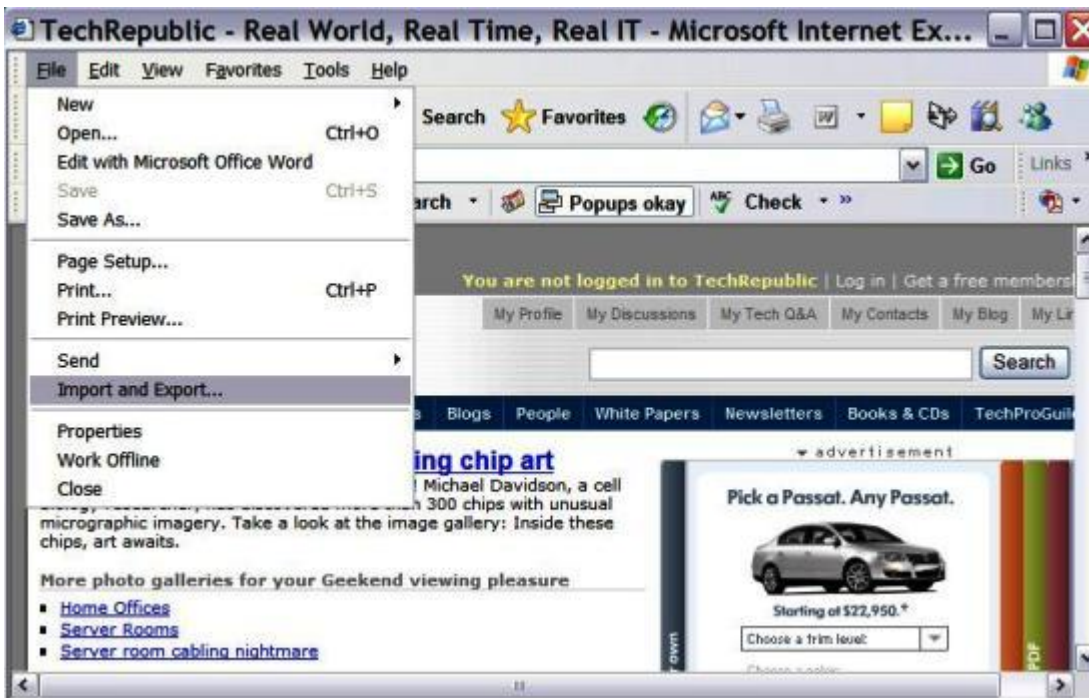 TechRepublic - Real World, Real Time, Real IT - Microsoft Internet Ex...
File Edit View Favorites Tools Help
New
Open... Ctrl+O
Edit with Microsoft Office Word
Save Ctrl+S
Save As...
Page Setup...
Print... Ctrl+P
Print Preview...
Send
Import and Export...
Properties
Work Offline
Close
Search Favorites
Go Links
arch Popups okay ABC Check
You are not logged in to TechRepublic | Log in | Get a free members
My Profile My Discussions My Tech Q&A My Contacts My Blog My Li
Search
s Blogs People White Papers Newsletters Books & CDs TechProGuil
ing chip art
! Michael Davidson, a cell
300 chips with unusual
micrographic imagery. Take a look at the image gallery: Inside these
chips, art awaits.
More photo galleries for your Geekend viewing pleasure
Home Offices
Server Rooms
Server room cabling nightmare
advertisement
Pick a Passat. Any Passat.
Starting at $22,950.*
Choose a trim level:
own
PDF